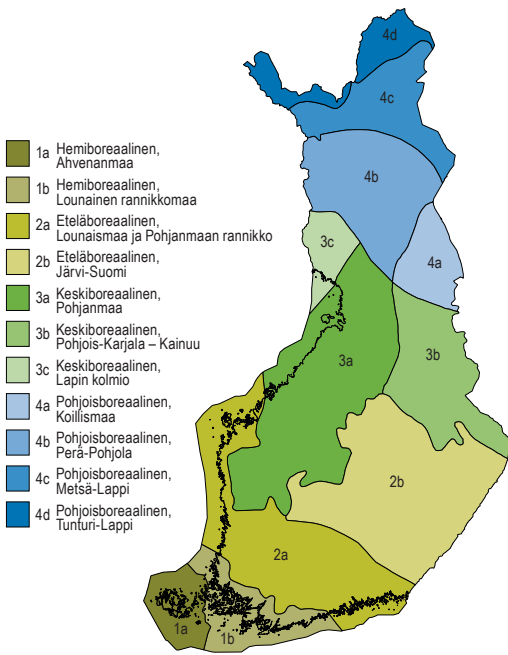 1a Hemiboreaalinen,
Ahvenanmaa
1b Hemiboreaalinen,
Lounainen rannikkomaa
2a Eteläboreaalinen,
Lounaismaa ja Pohjanmaan rannikko
2b Eteläboreaalinen,
Järvi-Suomi
3a Keskiboreaalinen,
Pohjanmaa
3b Keskiboreaalinen,
Pohjois-Karjala – Kainuu
3c Keskiboreaalinen,
Lapin kolmio
4a Pohjoisboreaalinen,
Koillismaa
4b Pohjoisboreaalinen,
Perä-Pohjola
4c Pohjoisboreaalinen,
Metsä-Lappi
4d Pohjoisboreaalinen,
Tunturi-Lappi
4d
4c
4b
3c
4a
3a
3b
2b
2a
1a
1b